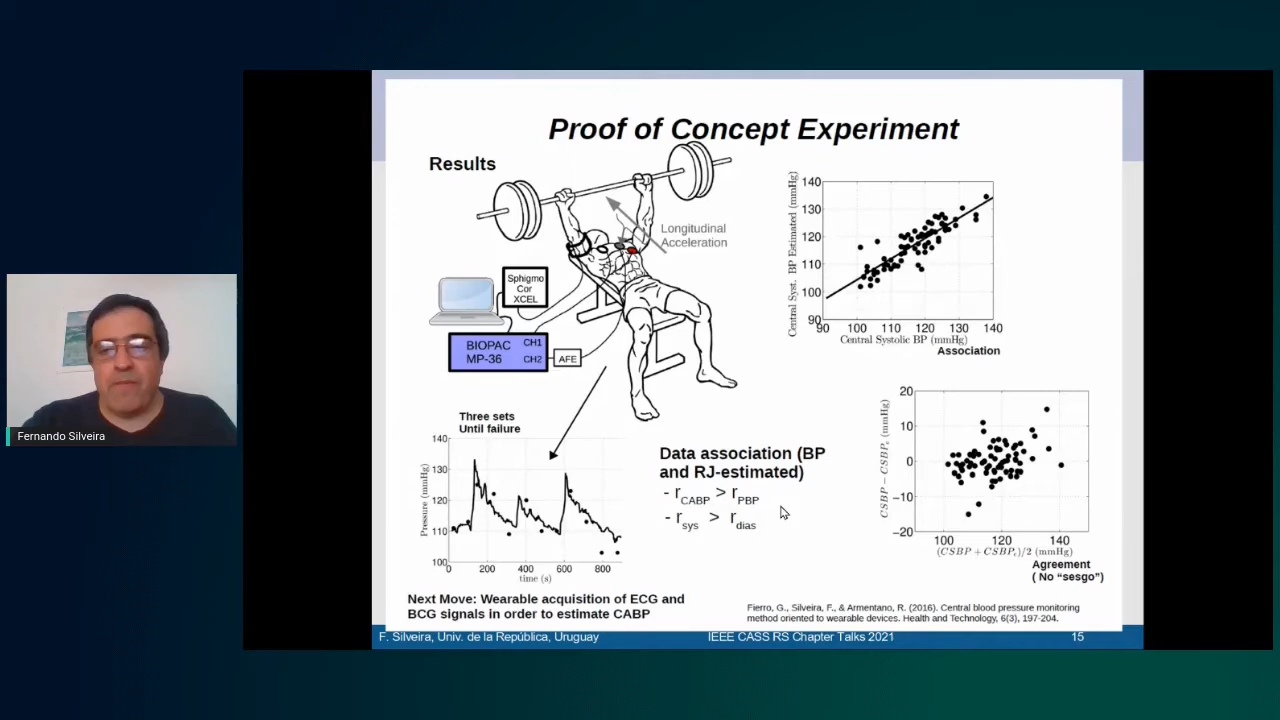 Proof of Concept Experiment
Results
Longitudinal
Acceleration
Sphigmo
Cor
XCEL
BIOPAC
MP-36
CH1
CH2
AFE
Three sets
Until failure
Pressure (mmHg)
140
130
120
110
100
0
200
400
600
800
time (s)
Data association (BP
and RJ-estimated)
- rCABP > rPBP
- rsys > rdias
Central Syst. BP Estimated (mmHg)
140
130
120
110
100
90
90
100
110
120
130
140
Central Systolic BP (mmHg)
Association
CSBP − CSBPe (mmHg)
20
10
0
−10
−20
100
120
140
(CSBP + CSBPe)/2 (mmHg)
Agreement
( No “sesgo”)
Next Move: Wearable acquisition of ECG and
BCG signals in order to estimate CABP
Fierro, G., Silveira, F., & Armentano, R. (2016). Central blood pressure monitoring
method oriented to wearable devices. Health and Technology, 6(3), 197-204.
F. Silveira, Univ. de la República, Uruguay
IEEE CASS RS Chapter Talks 2021
15
Fernando Silveira